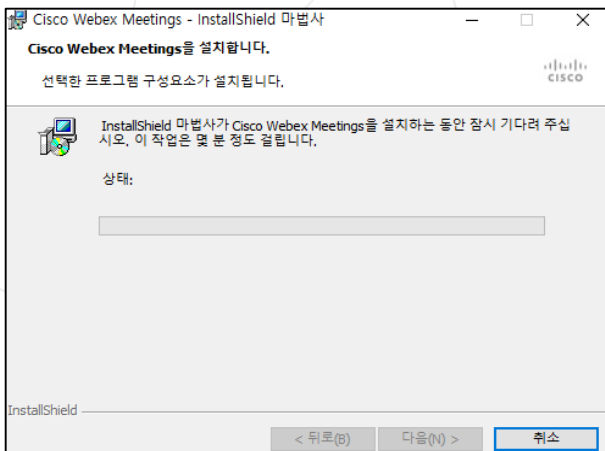 Cisco Webex Meetings - InstallShield 마법사
Cisco Webex Meetings을 설치합니다.
선택한 프로그램 구성요소가 설치됩니다.
CISCO
InstallShield 마법사가 Cisco Webex Meetings을 설치하는 동안 잠시 기다려 주십
시오. 이 작업은 몇 분 정도 걸립니다.
상태:
InstallShield
< 뒤로(B) 다음(N) > 취소